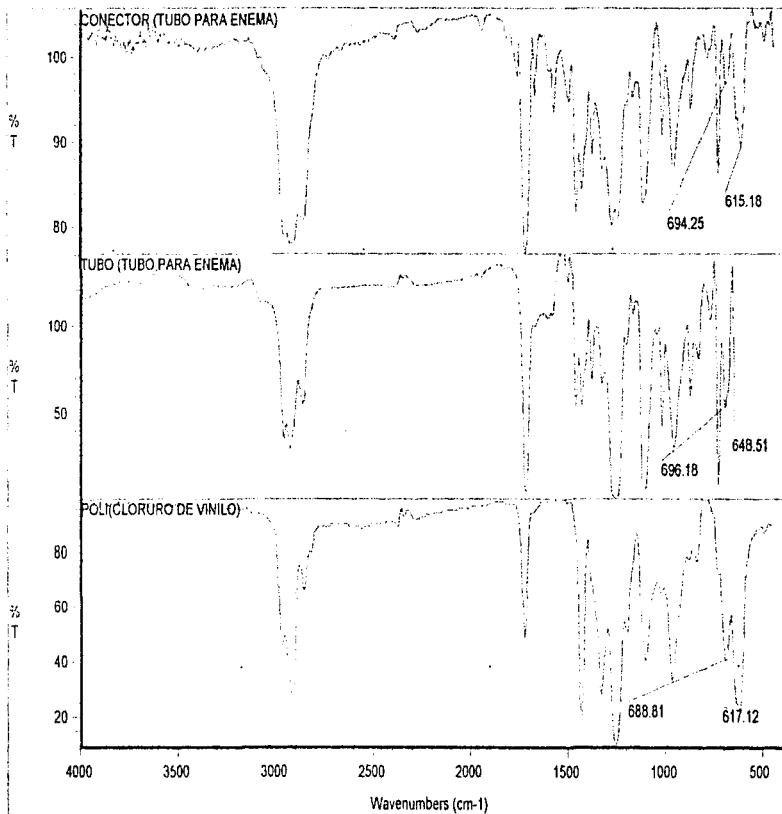 CONECTOR (TUBO PARA ENEMA)
100
%
T
90
80
694.25
615.18
TUBO (TUBO PARA ENEMA)
100
%
T
50
696.18
648.51
POLI(CLORURO DE VINILO)
80
%
T
60
40
20
688.81
617.12
4000 3500 3000 2500 2000 1500 1000 500
Wavenumbers (cm-1)